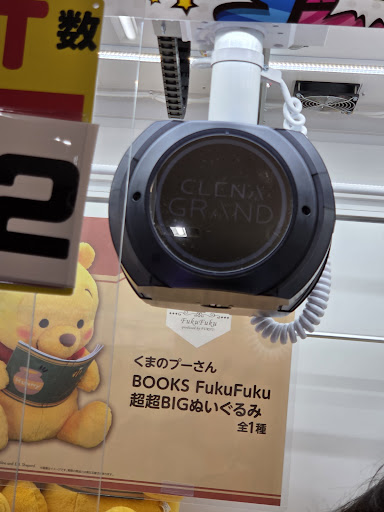 T
数
2
CLENA
GRAND
FukuFuku
くまのプーさん
BOOKS FukuFuku
超超BIGぬいぐるみ
全1種